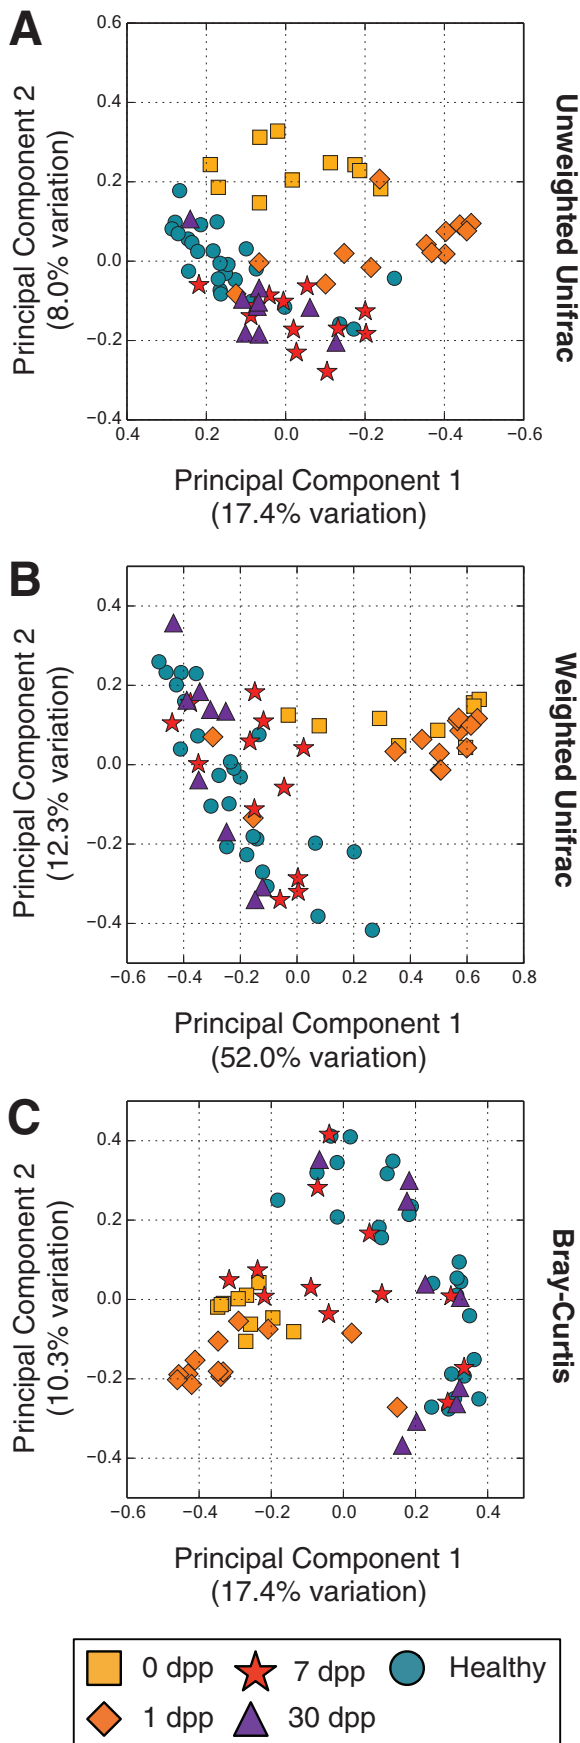 A
0.6
0.4
0.2
0.0
−0.2
−0.4
0.4
0.2
0.0
−0.2
−0.4
−0.6
Principal Component 2
(8.0% variation)
Principal Component 1
(17.4% variation)
Unweighted Unifrac
B
0.4
0.2
0.0
−0.2
−0.4
−0.6
−0.4
−0.2
0.0
0.2
0.4
0.6
0.8
Principal Component 2
(12.3% variation)
Principal Component 1
(52.0% variation)
Weighted Unifrac
C
0.4
0.2
0.0
−0.2
−0.4
−0.6
−0.4
−0.2
0.0
0.2
0.4
Principal Component 2
(10.3% variation)
Principal Component 1
(17.4% variation)
Bray-Curtis
0 dpp
7 dpp
Healthy
1 dpp
30 dpp